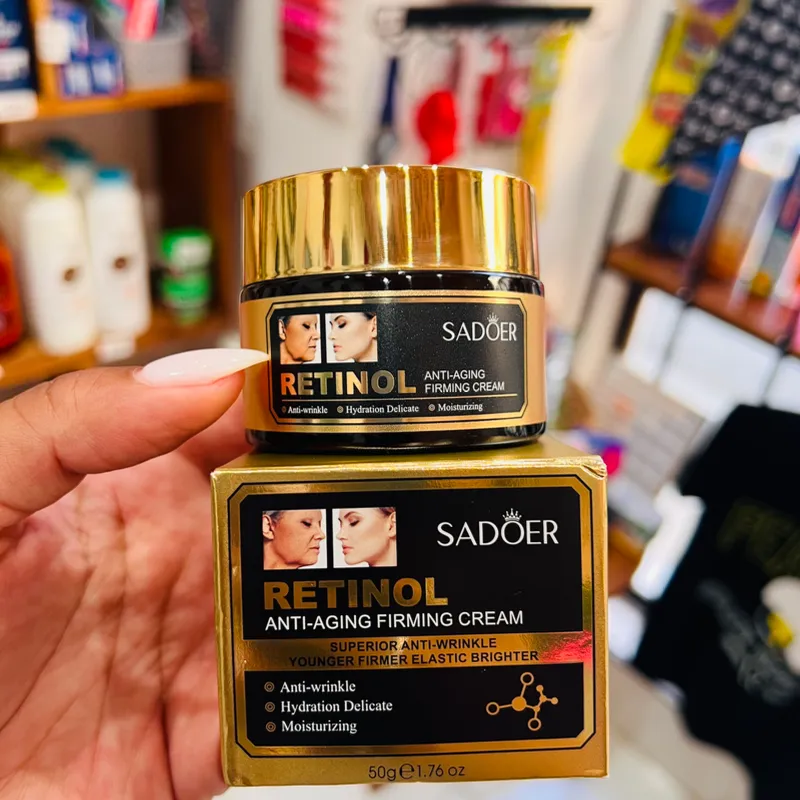 SADOER
RETINOL ANTI-AGING
FIRMING CREAM
Anti-wrinkle Hydration Delicate Moisturizing
SADOER
RETINOL
ANTI-AGING FIRMING CREAM
SUPERIOR ANTI-WRINKLE
YOUNGER FIRMER ELASTIC BRIGHTER
Anti-wrinkle
Hydration Delicate
Moisturizing
50g℮1.76 oz